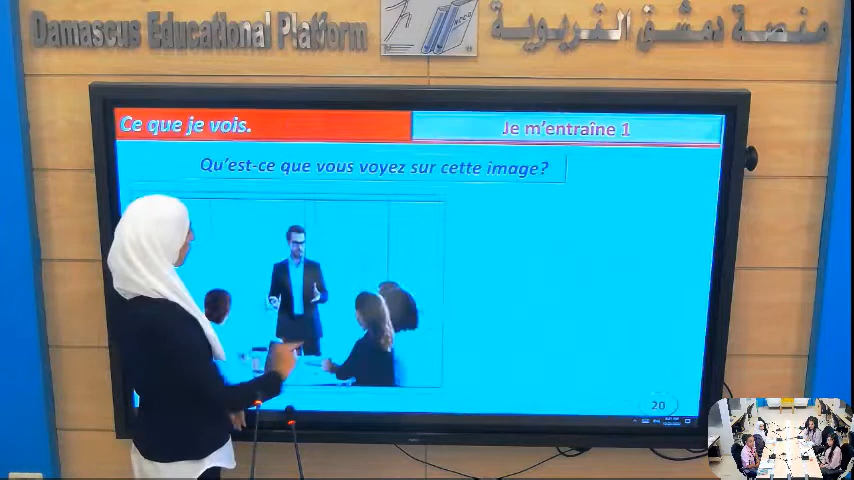 Damascus Educational Platform
منصة دمشق التربوية
Ce que je vois.
Je m'entraîne 1
Qu'est-ce que vous voyez sur cette image?
20